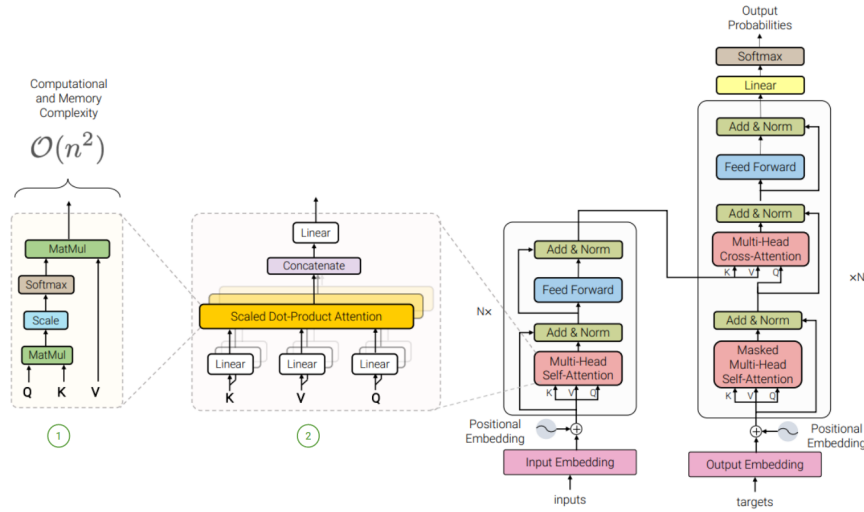 Computational
and Memory
Complexity
O(n²)
MatMul
Softmax
Scale
MatMul
Q K V
1
Linear
Concatenate
Scaled Dot-Product Attention
Linear Linear Linear
K V Q
2
N×
Add & Norm
Feed Forward
Add & Norm
Multi-Head
Self-Attention
K V Q
Positional
Embedding
Input Embedding
inputs
Output
Probabilities
Softmax
Linear
Add & Norm
Feed Forward
Add & Norm
Multi-Head
Cross-Attention
K V Q
×N
Add & Norm
Masked
Multi-Head
Self-Attention
K V Q
Positional
Embedding
Output Embedding
targets